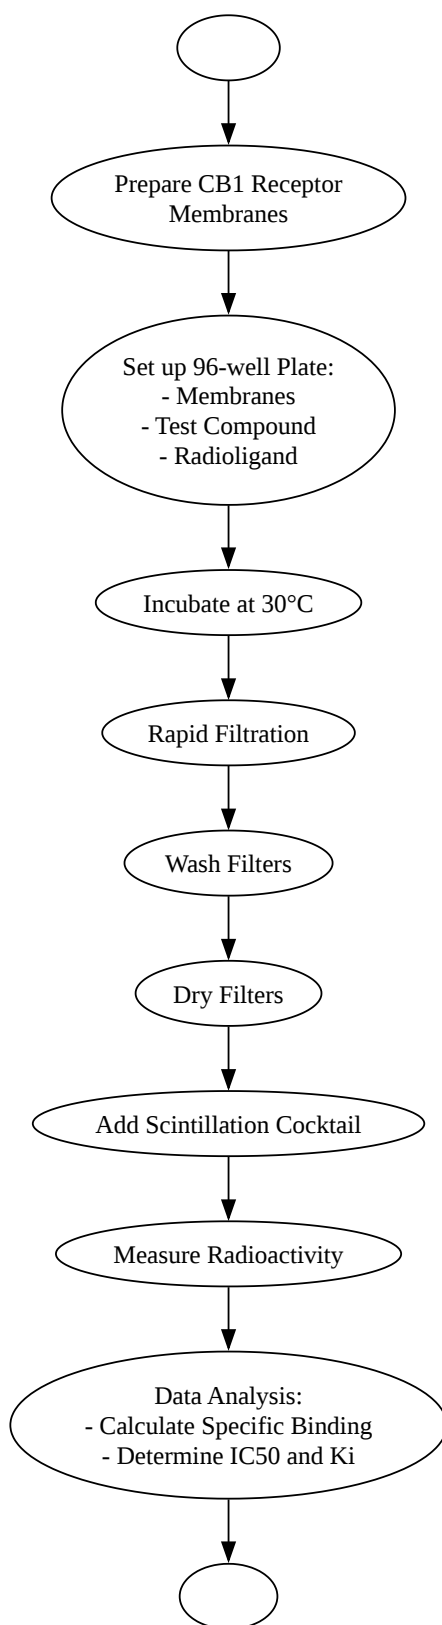 Prepare CB1 Receptor
Membranes
Set up 96-well Plate:
- Membranes
- Test Compound
- Radioligand
Incubate at 30°C
Rapid Filtration
Wash Filters
Dry Filters
Add Scintillation Cocktail
Measure Radioactivity
Data Analysis:
- Calculate Specific Binding
- Determine IC50 and Ki